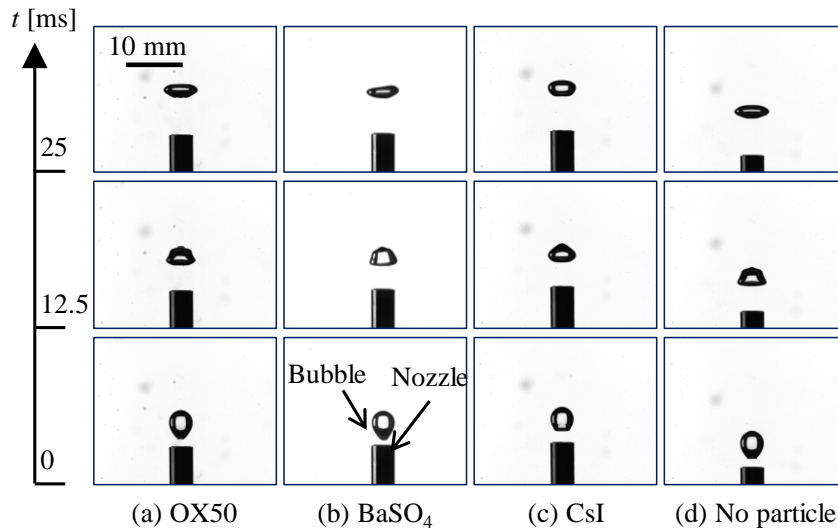 t [ms]
10 mm
25
12.5
Bubble
Nozzle
0
(a) OX50
(b) BaSO₄
(c) CsI
(d) No particle